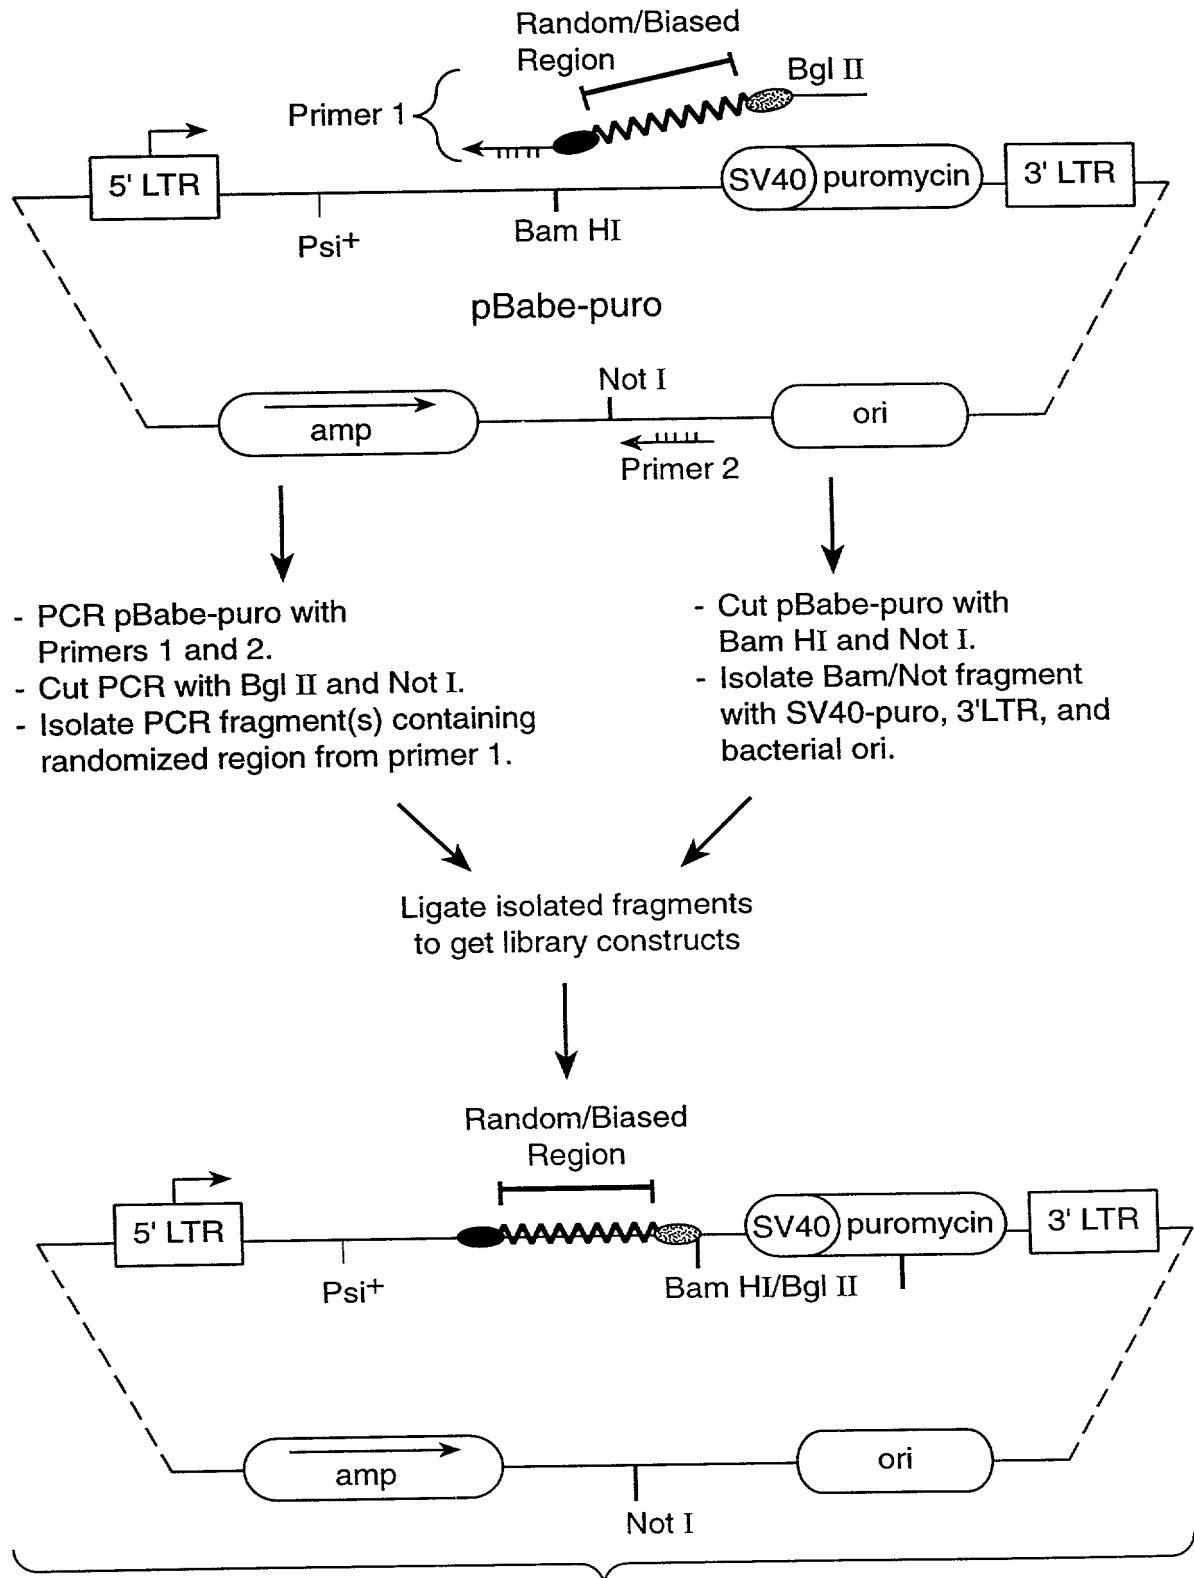 Random/Biased
Region
Bgl II
Primer 1
5' LTR
SV40
puromycin
3' LTR
Psi+
Bam HI
pBabe-puro
Not I
amp
ori
Primer 2
- PCR pBabe-puro with
Primers 1 and 2.
- Cut PCR with Bgl II and Not I.
- Isolate PCR fragment(s) containing
randomized region from primer 1.
- Cut pBabe-puro with
Bam HI and Not I.
- Isolate Bam/Not fragment
with SV40-puro, 3'LTR, and
bacterial ori.
Ligate isolated fragments
to get library constructs
Random/Biased
Region
5' LTR
SV40
puromycin
3' LTR
Psi+
Bam HI/Bgl II
amp
ori
Not I